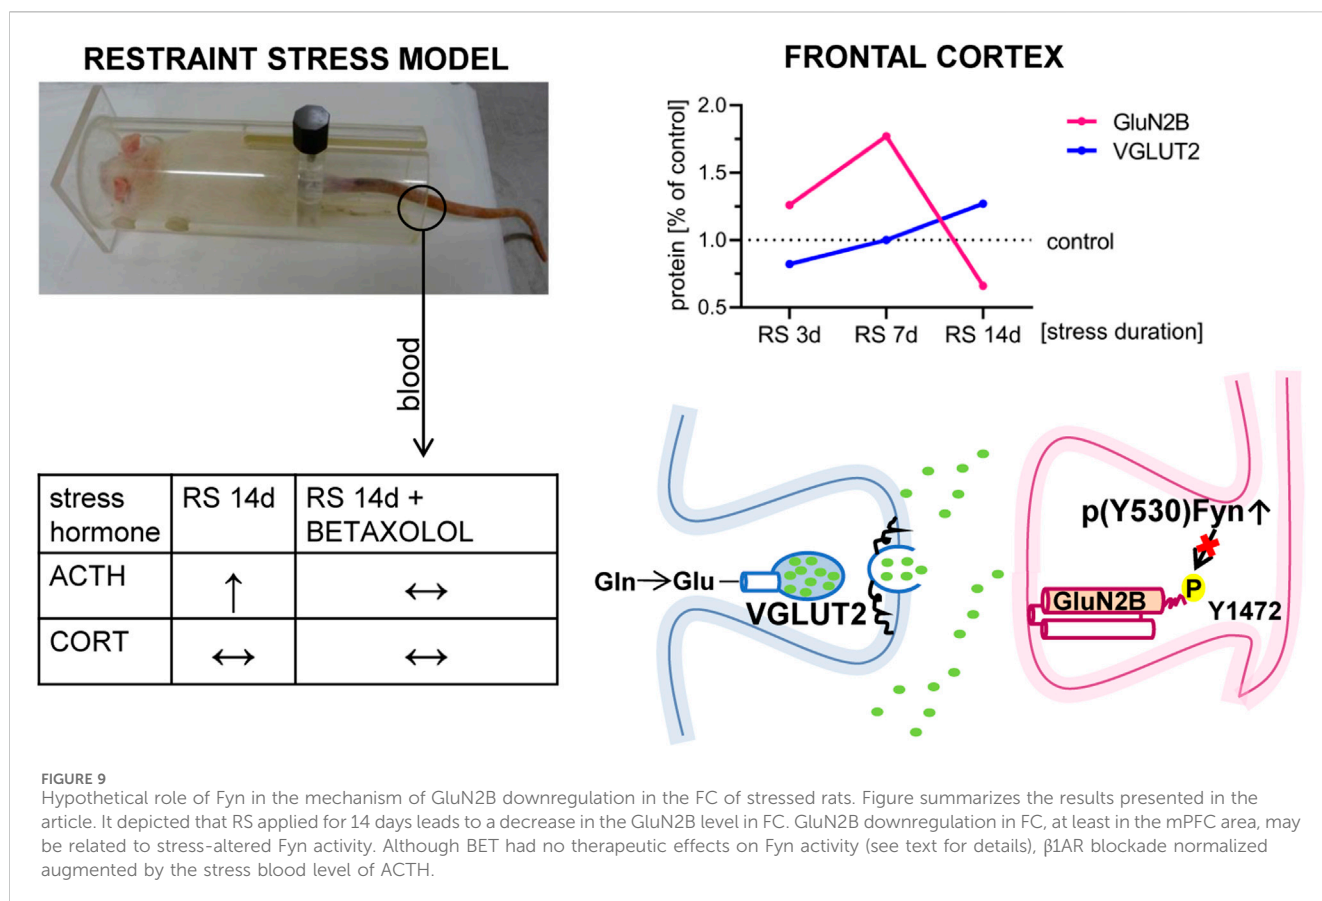 RESTRAINT STRESS MODEL
blood
stress hormone
RS 14d
RS 14d + BETAXOLOL
ACTH
↑
↔
CORT
↔
↔
FRONTAL CORTEX
protein [% of control]
2.0
1.5
1.0
0.5
GluN2B
VGLUT2
control
RS 3d
RS 7d
RS 14d
[stress duration]
Gln→Glu
VGLUT2
p(Y530)Fyn↑
P
GluN2B
Y1472
FIGURE 9
Hypothetical role of Fyn in the mechanism of GluN2B downregulation in the FC of stressed rats. Figure summarizes the results presented in the
article. It depicted that RS applied for 14 days leads to a decrease in the GluN2B level in FC. GluN2B downregulation in FC, at least in the mPFC area, may
be related to stress-altered Fyn activity. Although BET had no therapeutic effects on Fyn activity (see text for details), β1AR blockade normalized
augmented by the stress blood level of ACTH.